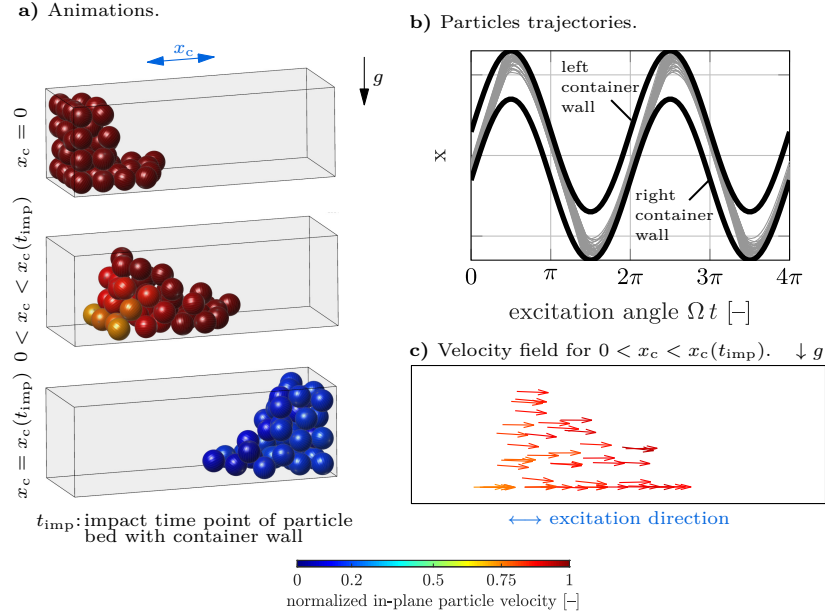 a) Animations.
x_c
g
x_c = 0
0 < x_c < x_c(t_imp)
x_c = x_c(t_imp)
t_imp: impact time point of particle
bed with container wall
b) Particles trajectories.
x
left
container
wall
right
container
wall
0 π 2π 3π 4π
excitation angle Ω t [–]
c) Velocity field for 0 < x_c < x_c(t_imp). ↓ g
↔ excitation direction
0 0.2 0.5 0.75 1
normalized in-plane particle velocity [–]